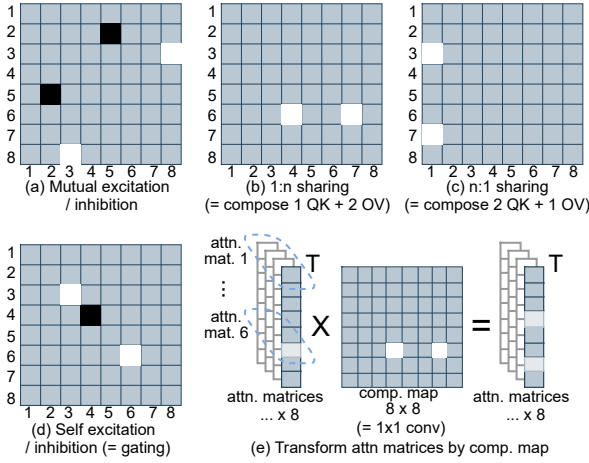 1
2
3
4
5
6
7
8
1 2 3 4 5 6 7 8
(a) Mutual excitation
/ inhibition
1
2
3
4
5
6
7
8
1 2 3 4 5 6 7 8
(b) 1:n sharing
(= compose 1 QK + 2 OV)
1
2
3
4
5
6
7
8
1 2 3 4 5 6 7 8
(c) n:1 sharing
(= compose 2 QK + 1 OV)
1
2
3
4
5
6
7
8
1 2 3 4 5 6 7 8
(d) Self excitation
/ inhibition (= gating)
attn.
mat. 1
⋮
attn.
mat. 6
T
attn. matrices
... x 8
X
comp. map
8 x 8
(= 1x1 conv)
=
T
attn. matrices
... x 8
(e) Transform attn matrices by comp. map